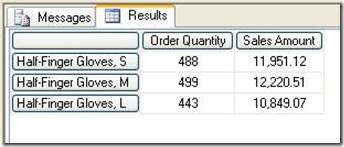 Messages Results
Order Quantity Sales Amount
Half-Finger Gloves, S 488 11,951.12
Half-Finger Gloves, M 499 12,220.51
Half-Finger Gloves, L 443 10,849.07